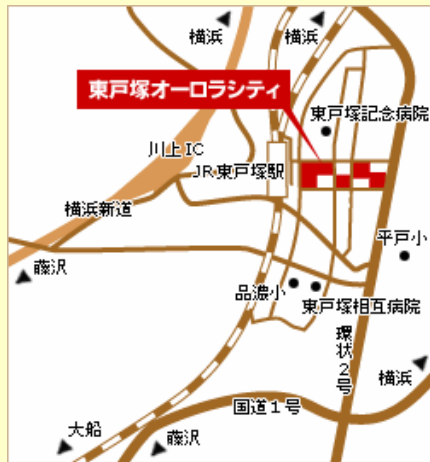 横浜
横浜
東戸塚オーロラシティ
東戸塚記念病院
川上IC
JR東戸塚駅
横浜新道
平戸小
藤沢
品濃小
東戸塚相互病院
環状2号
横浜
国道1号
大船
藤沢